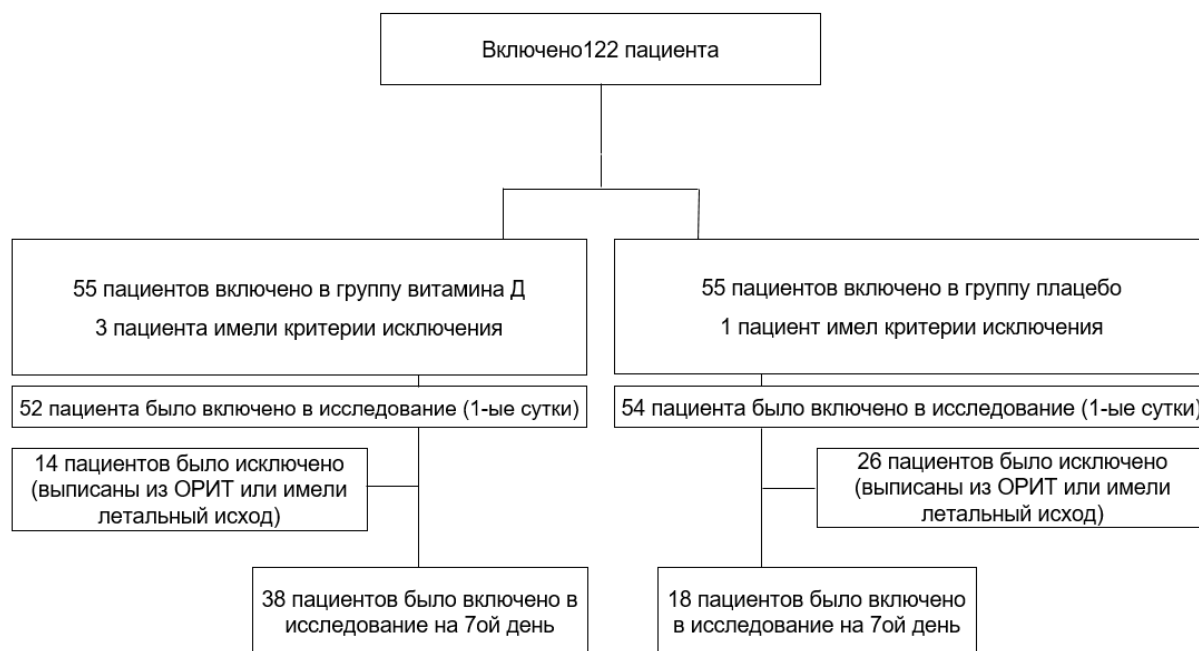 Включено122 пациента
55 пациентов включено в группу витамина Д
3 пациента имели критерии исключения
55 пациентов включено в группу плацебо
1 пациент имел критерии исключения
52 пациента было включено в исследование (1-ые сутки)
54 пациента было включено в исследование (1-ые сутки)
14 пациентов было исключено
(выписаны из ОРИТ или имели
летальный исход)
26 пациентов было исключено
(выписаны из ОРИТ или имели
летальный исход)
38 пациентов было включено в
исследование на 7ой день
18 пациентов было включено
в исследование на 7ой день